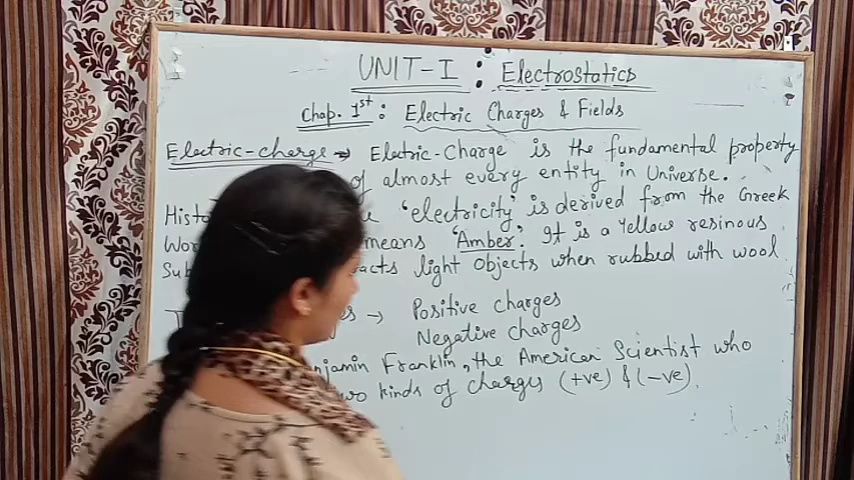 UNIT-I : Electrostatics
Chap. 1st : Electric Charges & Fields
Electric-charge → Electric-Charge is the fundamental property
of almost every entity in Universe.
'electricity' is derived from the Greek
Wor means 'Amber'. It is a Yellow resinous
Sub acts light objects when rubbed with wool
es → Positive charges
Negative charges
njamin Franklin, the American Scientist who
wo kinds of charges (+ve) & (-ve).